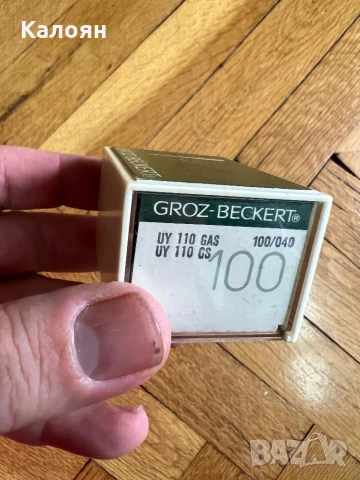 Калоян
GROZ-BECKERT®
UY 110 GAS 100/040
UY 110 GS 100
BAZAR